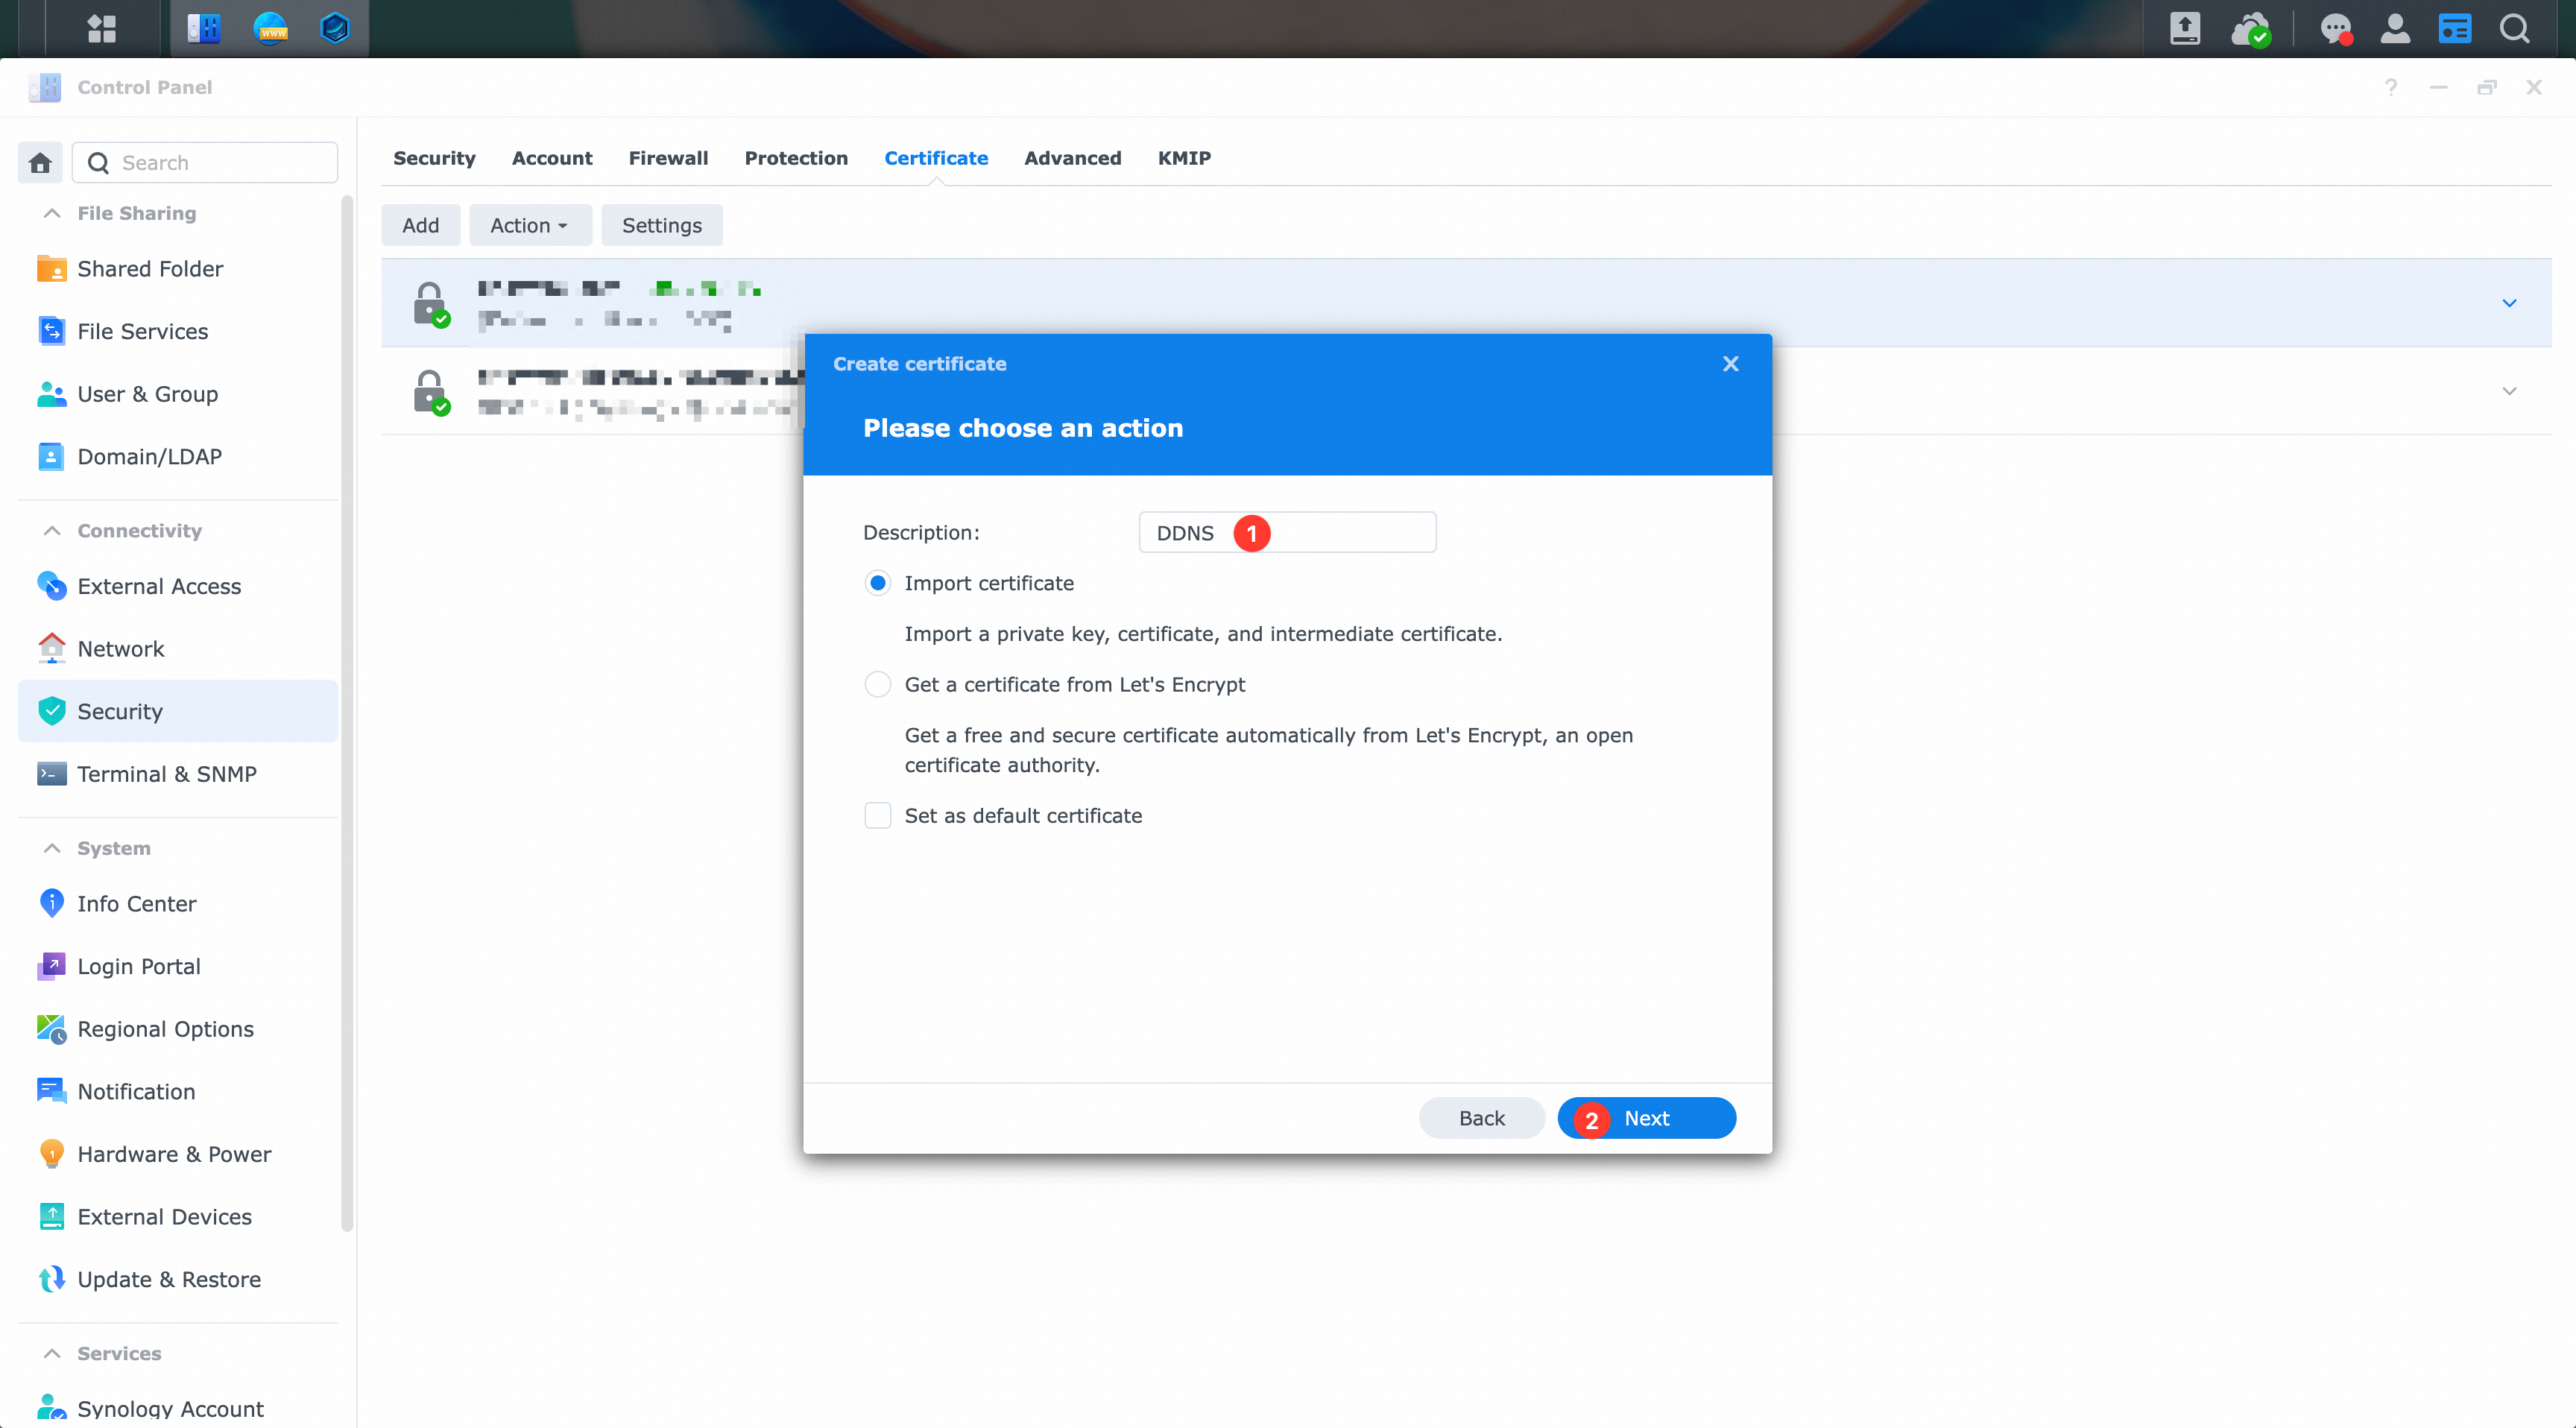 www
Control Panel
Search
Security Account Firewall Protection Certificate Advanced KMIP
Add Action Settings
File Sharing
Shared Folder
File Services
User & Group
Domain/LDAP
Connectivity
External Access
Network
Security
Terminal & SNMP
System
Info Center
Login Portal
Regional Options
Notification
Hardware & Power
External Devices
Update & Restore
Services
Synology Account
Create certificate
Please choose an action
Description: DDNS 1
Import certificate
Import a private key, certificate, and intermediate certificate.
Get a certificate from Let's Encrypt
Get a free and secure certificate automatically from Let's Encrypt, an open
certificate authority.
Set as default certificate
Back 2 Next